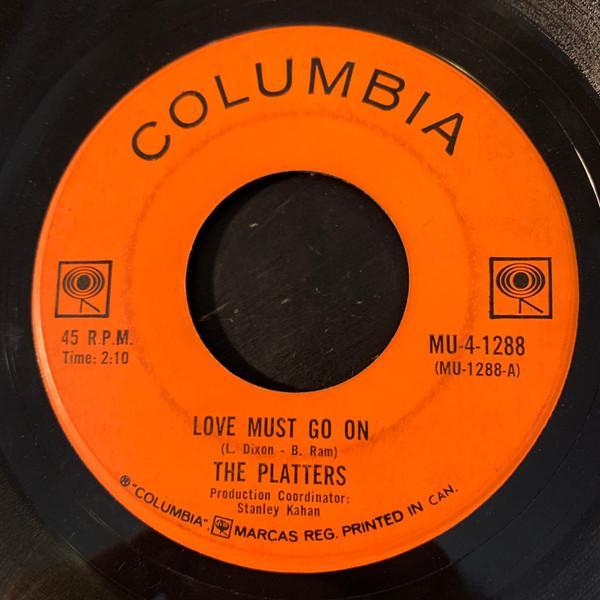 COLUMBIA
45 R.P.M.
Time: 2:10
MU-4-1288
(MU-1288-A)
LOVE MUST GO ON
(L. Dixon - B. Ram)
THE PLATTERS
Production Coordinator:
Stanley Kahan
® "COLUMBIA", MARCAS REG. PRINTED IN CAN.